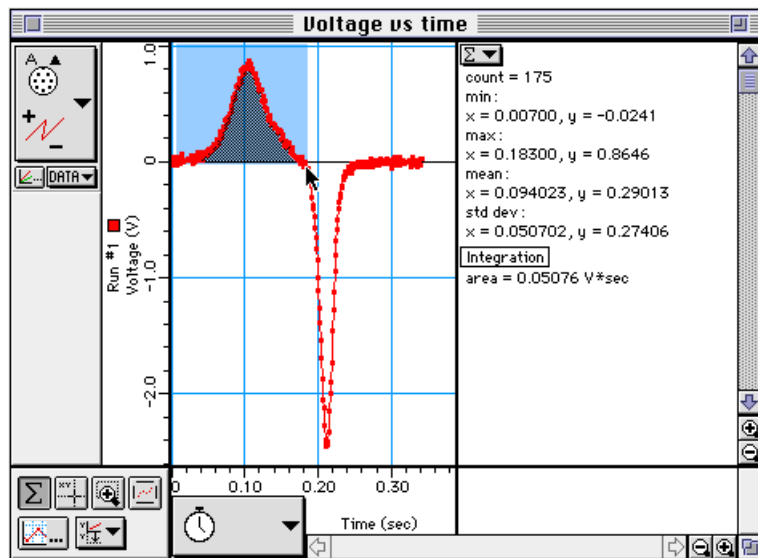 Voltage vs time
A
DATA
Run #1
Voltage (V)
1.0
0
-1.0
-2.0
Σ
count = 175
min:
x = 0.00700, y = -0.0241
max:
x = 0.18300, y = 0.8646
mean:
x = 0.094023, y = 0.29013
std dev:
x = 0.050702, y = 0.27406
Integration
area = 0.05076 V*sec
0 0.10 0.20 0.30
Time (sec)
Σ